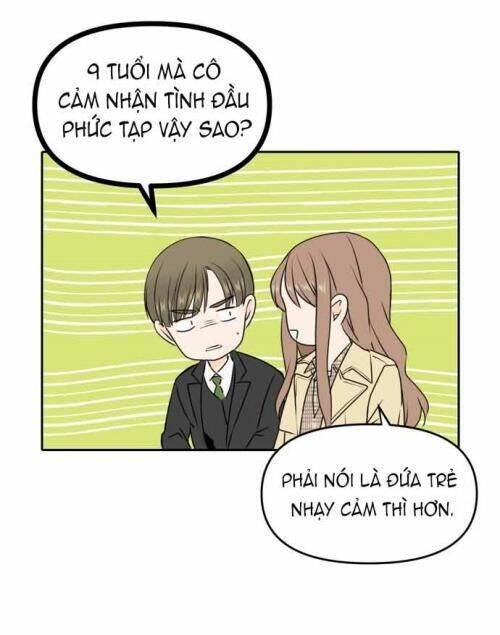 9 TUỔI MÀ CÔ
CẢM NHẬN TÌNH ĐẦU
PHỨC TẠP VẬY SAO?
PHẢI NÓI LÀ ĐỨA TRẺ
NHẠY CẢM THÌ HƠN.